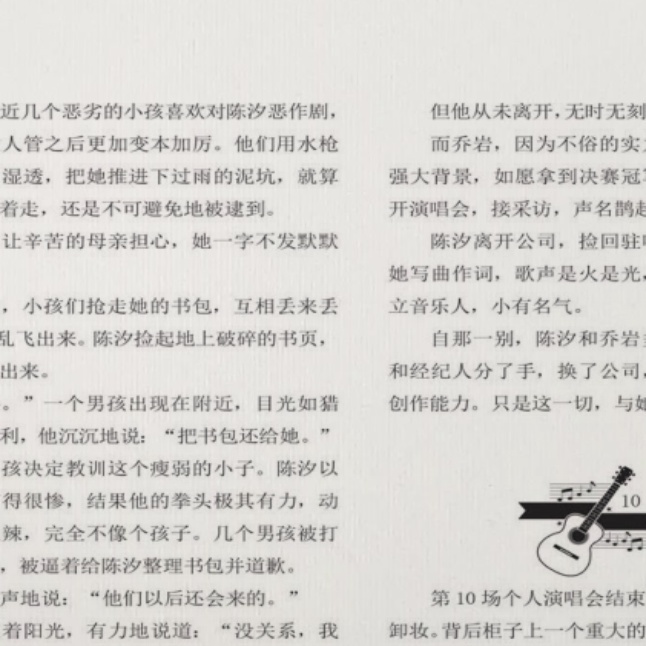 近几个恶劣的小孩喜欢对陈汐恶作剧，
人管之后更加变本加厉。他们用水枪
湿透，把她推进下过雨的泥坑，就算
着走，还是不可避免地被逮到。
让辛苦的母亲担心，她一字不发默默
，小孩们抢走她的书包，互相丢来丢
乱飞出来。陈汐捡起地上破碎的书页，
出来。
。”一个男孩出现在附近，目光如猎
利，他沉沉地说：“把书包还给她。”
孩决定教训这个瘦弱的小子。陈汐以
得很惨，结果他的拳头极其有力，动
辣，完全不像个孩子。几个男孩被打
，被逼着给陈汐整理书包并道歉。
声地说：“他们以后还会来的。”
着阳光，有力地说道：“没关系，我
但他从未离开，无时无刻
而乔岩，因为不俗的实
强大背景，如愿拿到决赛冠
开演唱会，接采访，声名鹊
陈汐离开公司，捡回驻
她写曲作词，歌声是火是光，
立音乐人，小有名气。
自那一别，陈汐和乔岩
和经纪人分了手，换了公司，
创作能力。只是这一切，与
10
第 10 场个人演唱会结束
卸妆。背后柜子上一个重大的